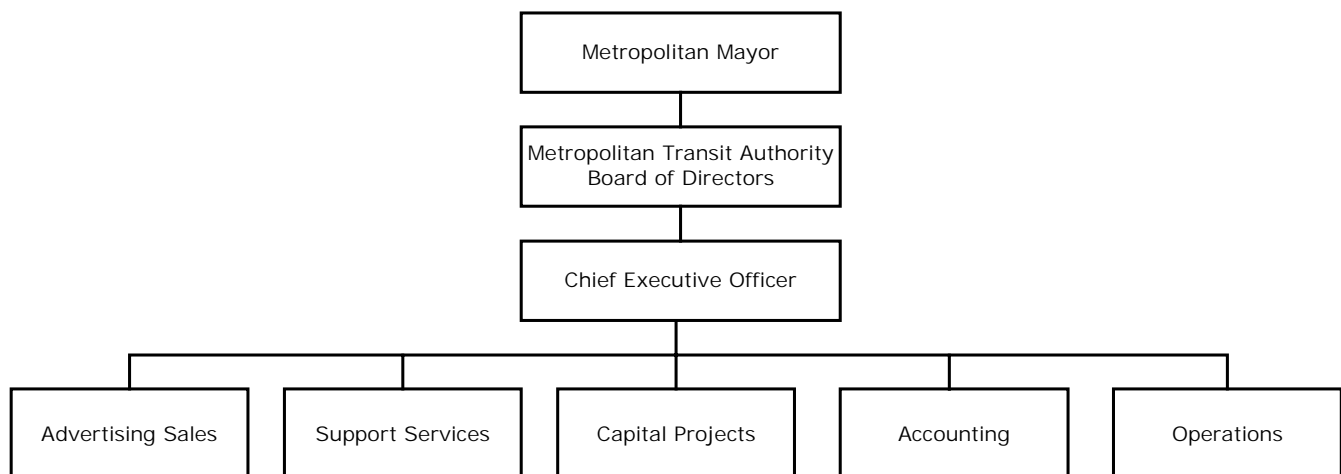 Metropolitan Mayor
Metropolitan Transit Authority
Board of Directors
Chief Executive Officer
Advertising Sales
Support Services
Capital Projects
Accounting
Operations